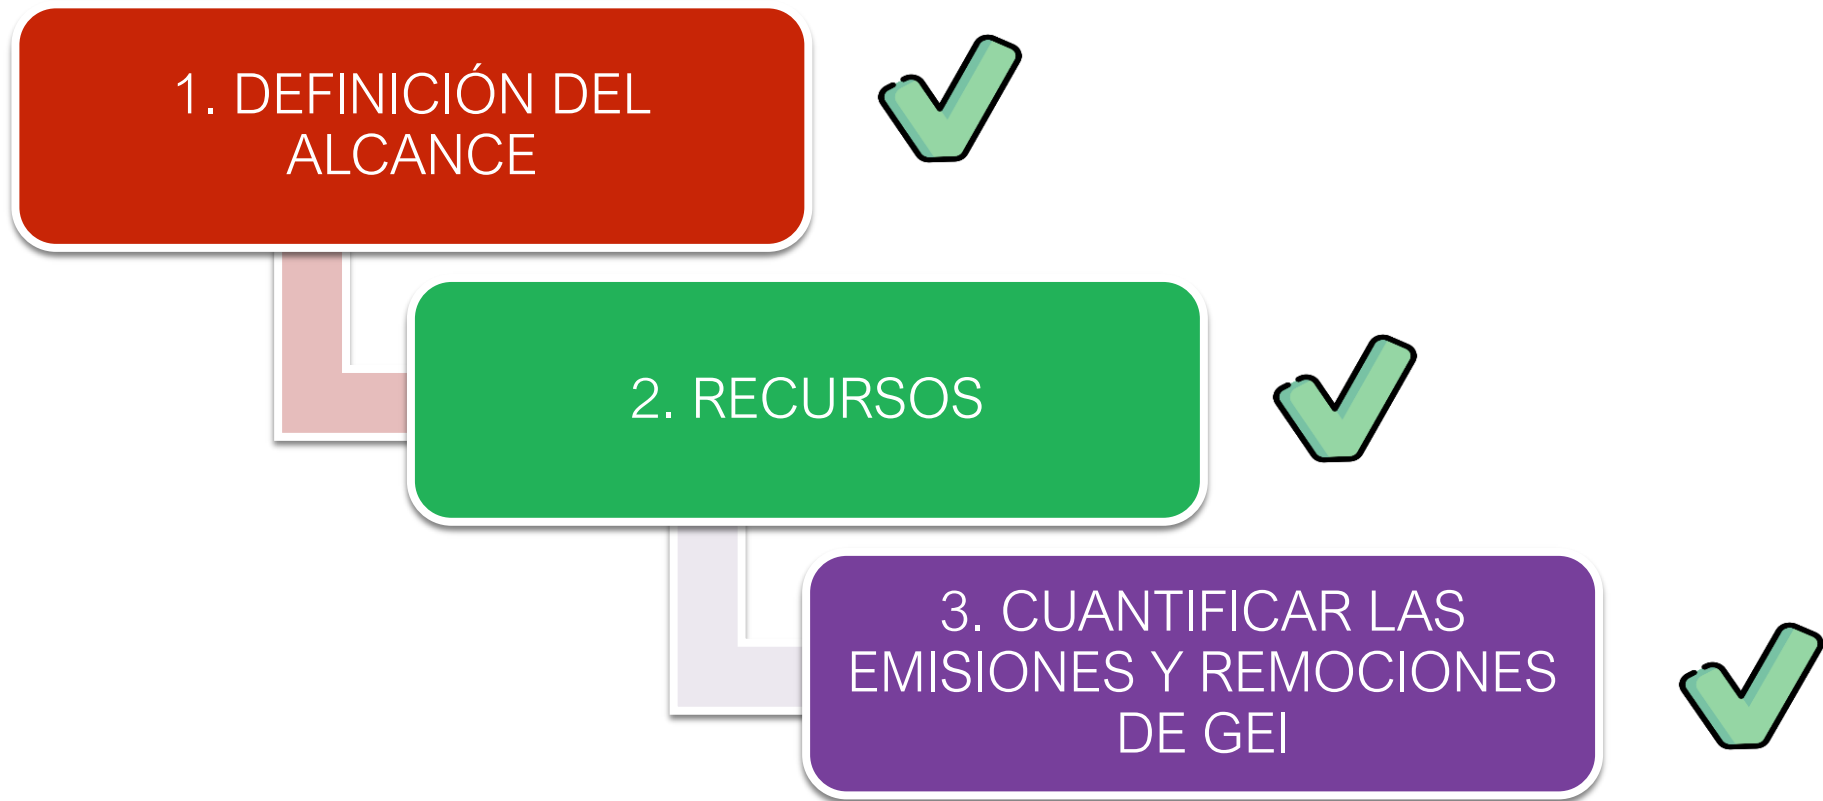 1. DEFINICIÓN DEL
ALCANCE
2. RECURSOS
3. CUANTIFICAR LAS
EMISIONES Y REMOCIONES
DE GEI